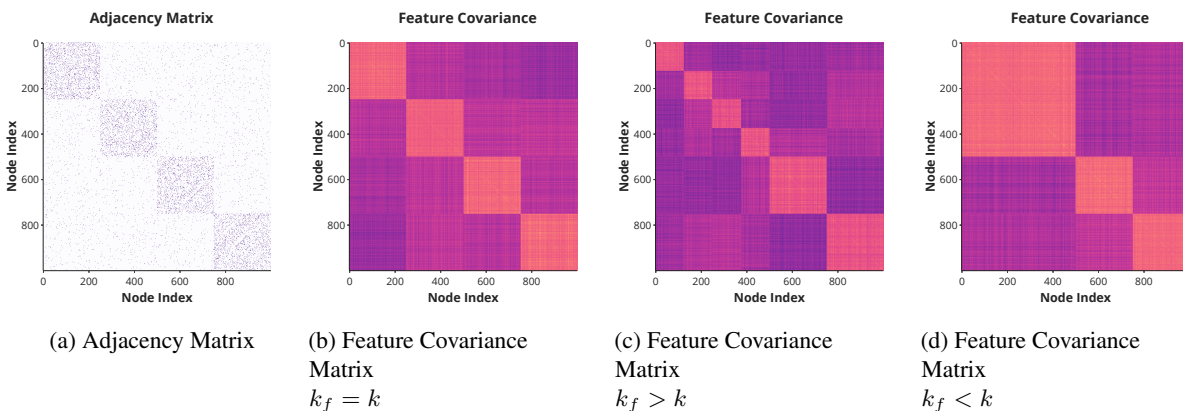 Adjacency Matrix
Feature Covariance
Feature Covariance
Feature Covariance
Node Index
0
200
400
600
800
0
200
400
600
800
Node Index
Node Index
0
200
400
600
800
0
200
400
600
800
Node Index
Node Index
0
200
400
600
800
0
200
400
600
800
Node Index
Node Index
0
200
400
600
800
0
200
400
600
800
Node Index
(a) Adjacency Matrix
(b) Feature Covariance
Matrix
k_f = k
(c) Feature Covariance
Matrix
k_f > k
(d) Feature Covariance
Matrix
k_f < k